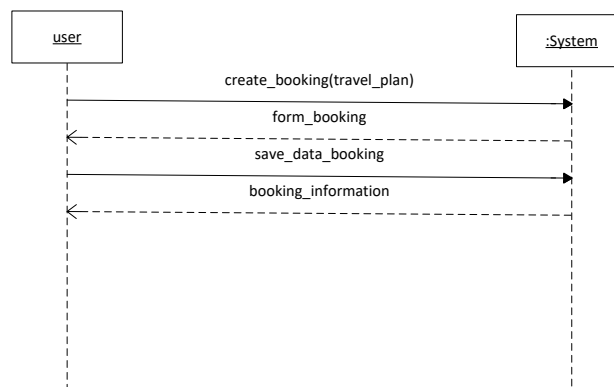 user
:System
create_booking(travel_plan)
form_booking
save_data_booking
booking_information